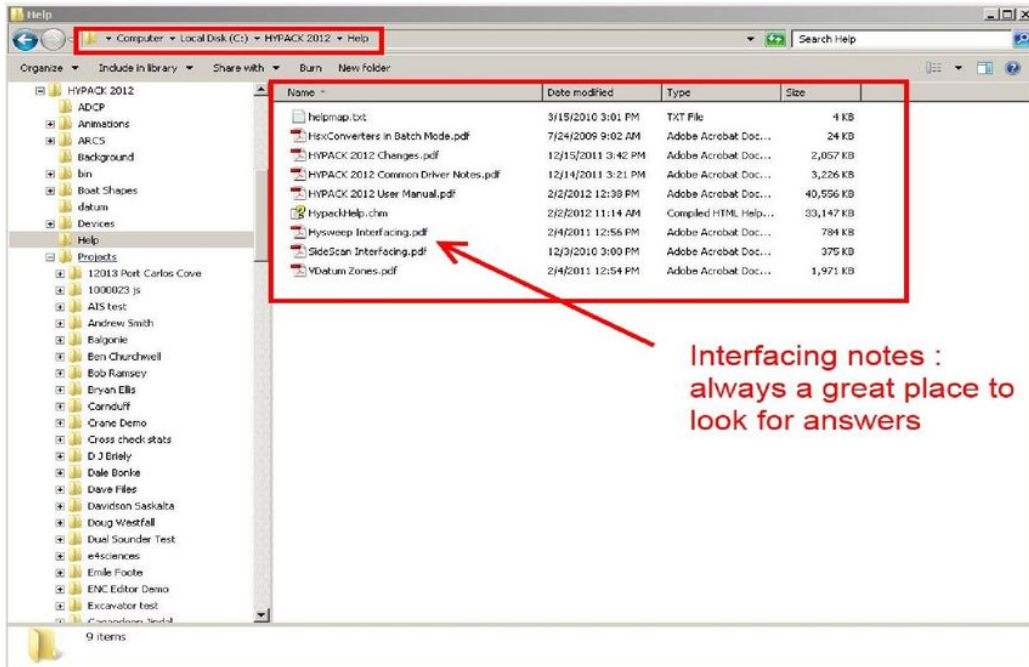 Help
Computer Local Disk (C:) HYPACK 2012 Help
Search Help
Organize Include in library Share with Burn New folder
HYPACK 2012
ADCP
Animations
ARCS
Background
bin
Boat Shapes
datum
Devices
Help
Projects
12013 Port Carlos Cove
1000023 js
AIS test
Andrew Smith
Balgonie
Ben Churchwell
Bob Ramsey
Bryan Ellis
Carnduff
Crane Demo
Cross check stats
D J Briely
Dale Bonke
Dave Files
Davidson Saskalta
Doug Westfall
Dual Sounder Test
e4sciences
Emile Foote
ENC Editor Demo
Excavator test
Name Date modified Type Size
helpmap.txt 3/15/2010 3:01 PM TXT File 4 KB
HsxConverters in Batch Mode.pdf 7/24/2009 9:02 AM Adobe Acrobat Doc... 24 KB
HYPACK 2012 Changes.pdf 12/15/2011 3:42 PM Adobe Acrobat Doc... 2,057 KB
HYPACK 2012 Common Driver Notes.pdf 12/14/2011 3:21 PM Adobe Acrobat Doc... 3,226 KB
HYPACK 2012 User Manual.pdf 2/2/2012 12:38 PM Adobe Acrobat Doc... 40,556 KB
HypackHelp.chm 2/2/2012 11:14 AM Compiled HTML Help... 33,147 KB
Hysweep Interfacing.pdf 2/4/2011 12:56 PM Adobe Acrobat Doc... 784 KB
SideScan Interfacing.pdf 12/3/2010 3:00 PM Adobe Acrobat Doc... 375 KB
VDatum Zones.pdf 2/4/2011 12:54 PM Adobe Acrobat Doc... 1,971 KB
Interfacing notes :
always a great place to
look for answers
9 items